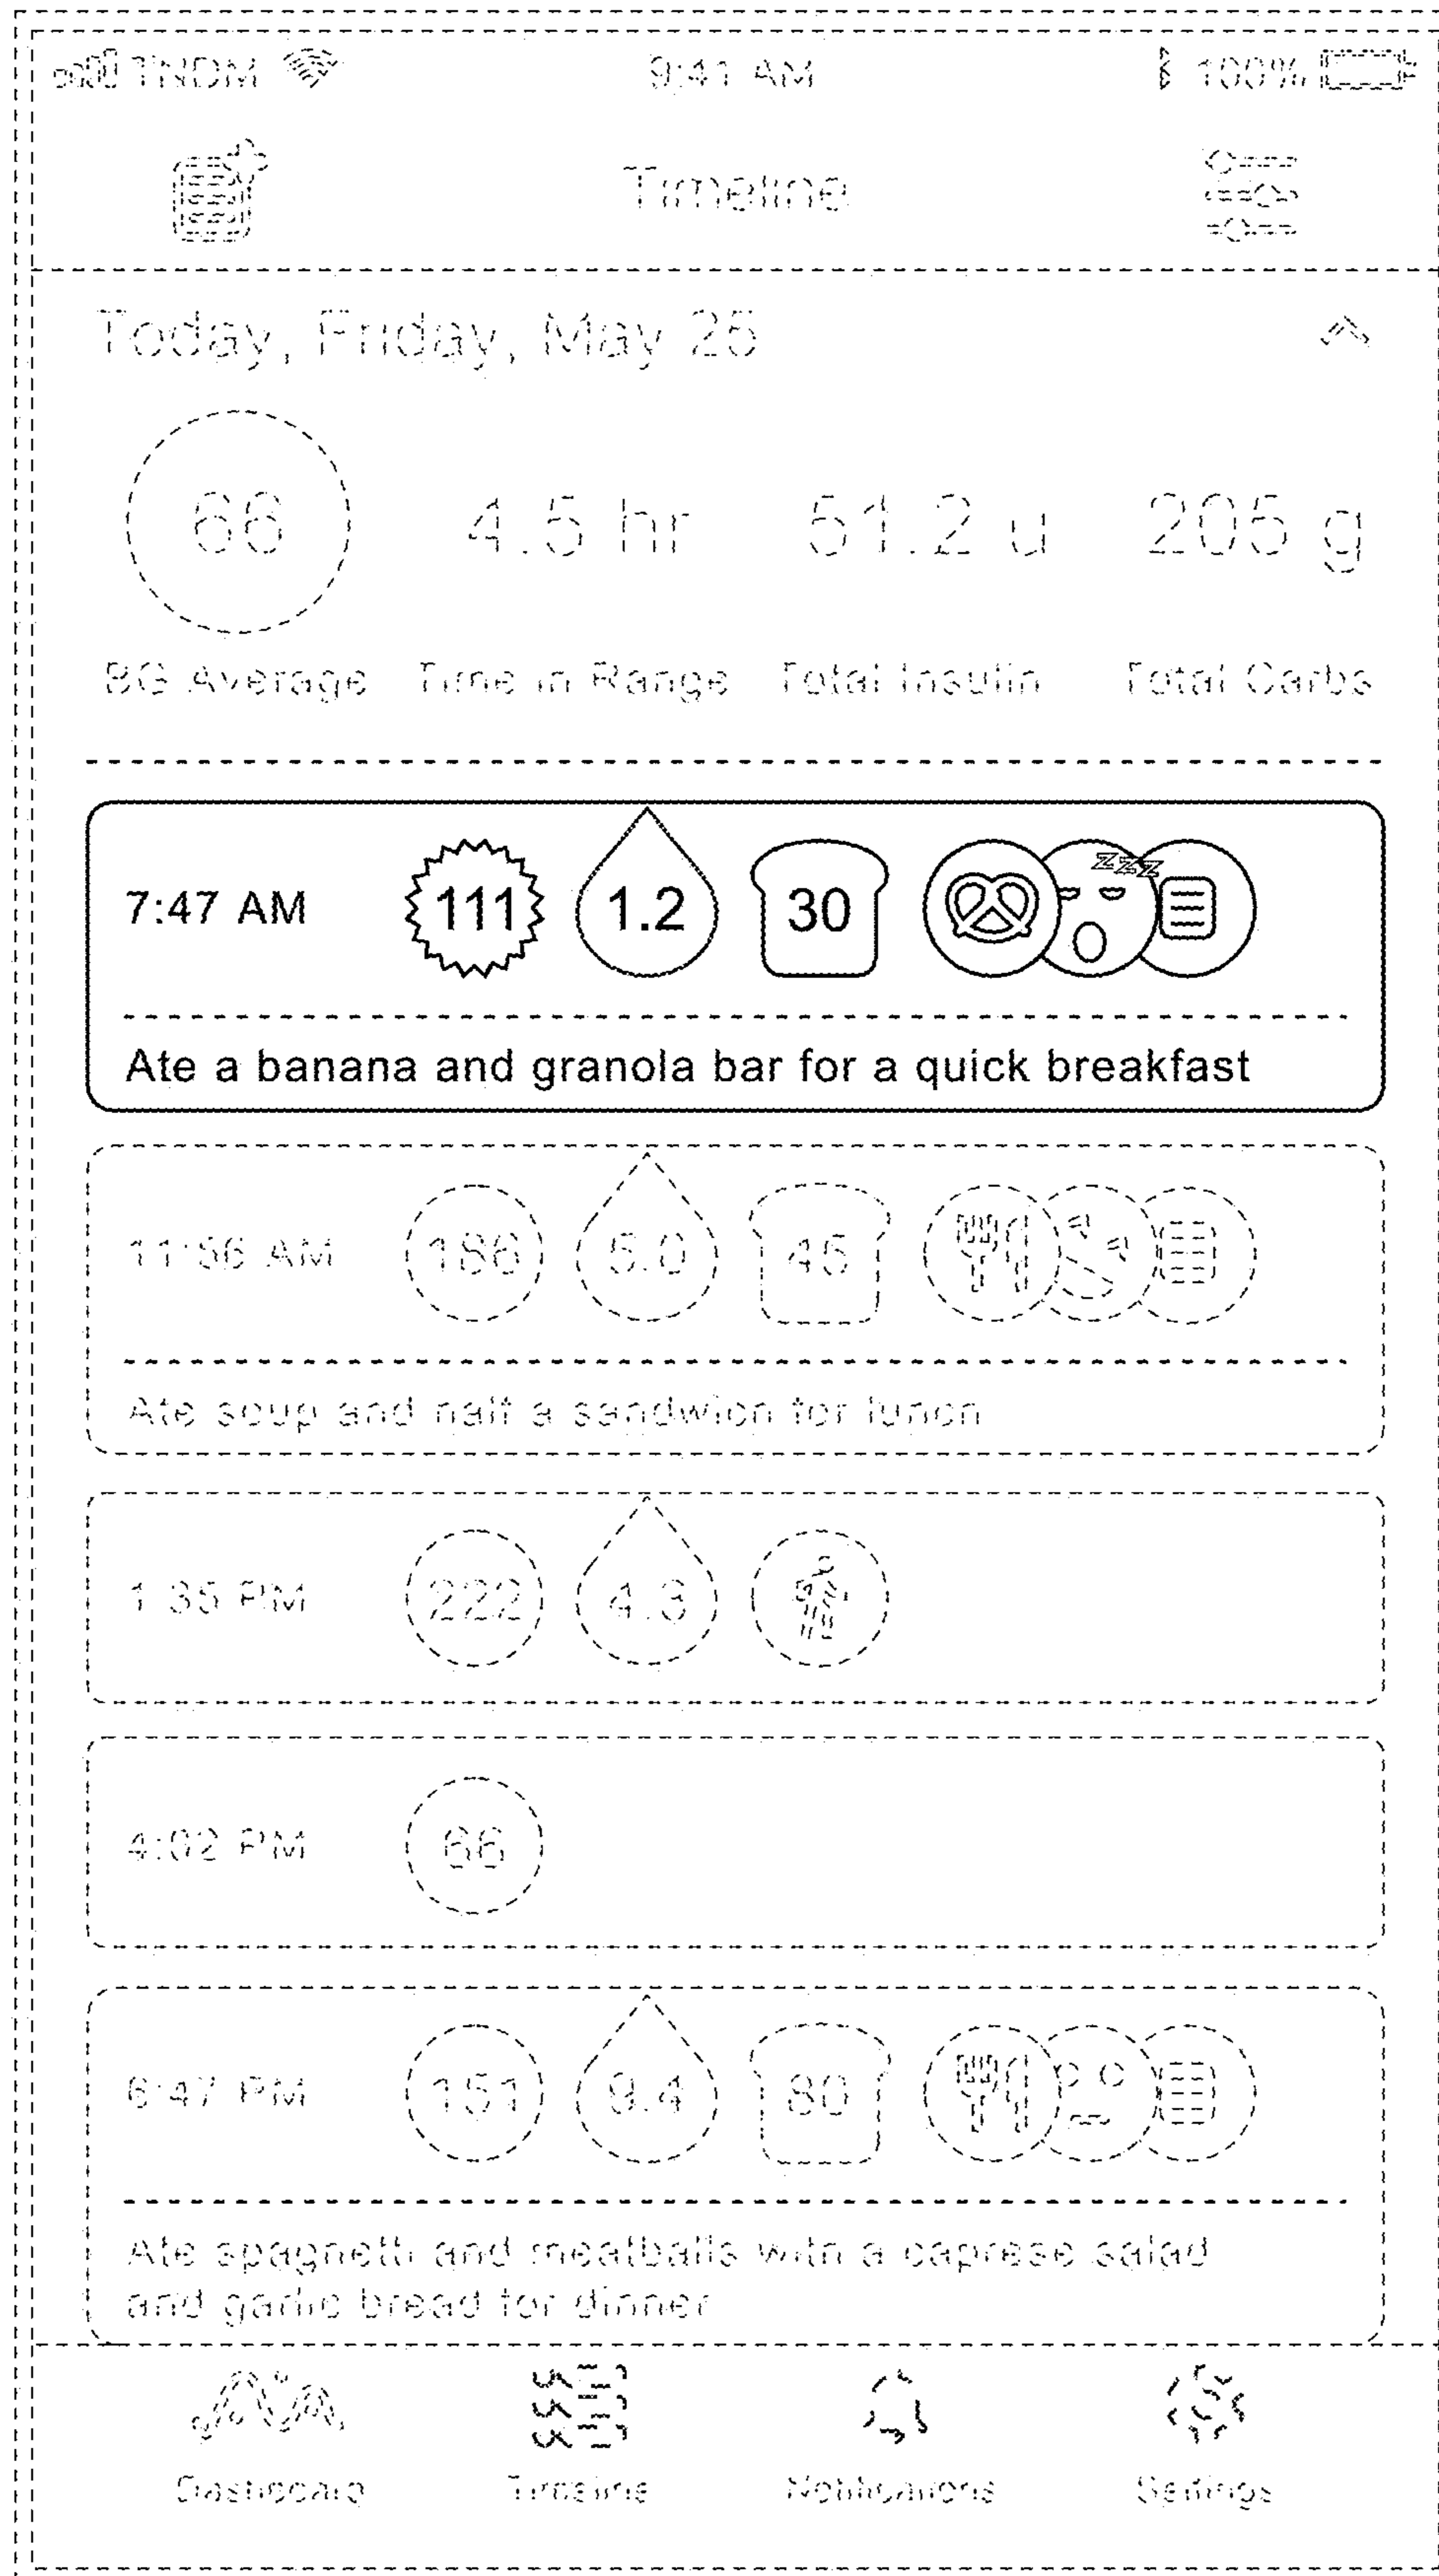 TNDM 9:41 AM 100%
Timeline
Today, Friday, May 25
66 4.5 hr 51.2 u 205 g
BG Average Time in Range Total Insulin Total Carbs
7:47 AM 111 1.2 30 zzz
Ate a banana and granola bar for a quick breakfast
11:56 AM 186 5.0 45
Ate soup and half a sandwich for lunch
1:35 PM 222 4.3
4:02 PM 66
6:47 PM 151 9.4 80
Ate spaghetti and meatballs with a caprese salad
and garlic bread for dinner
Dashboard Timeline Notifications Settings